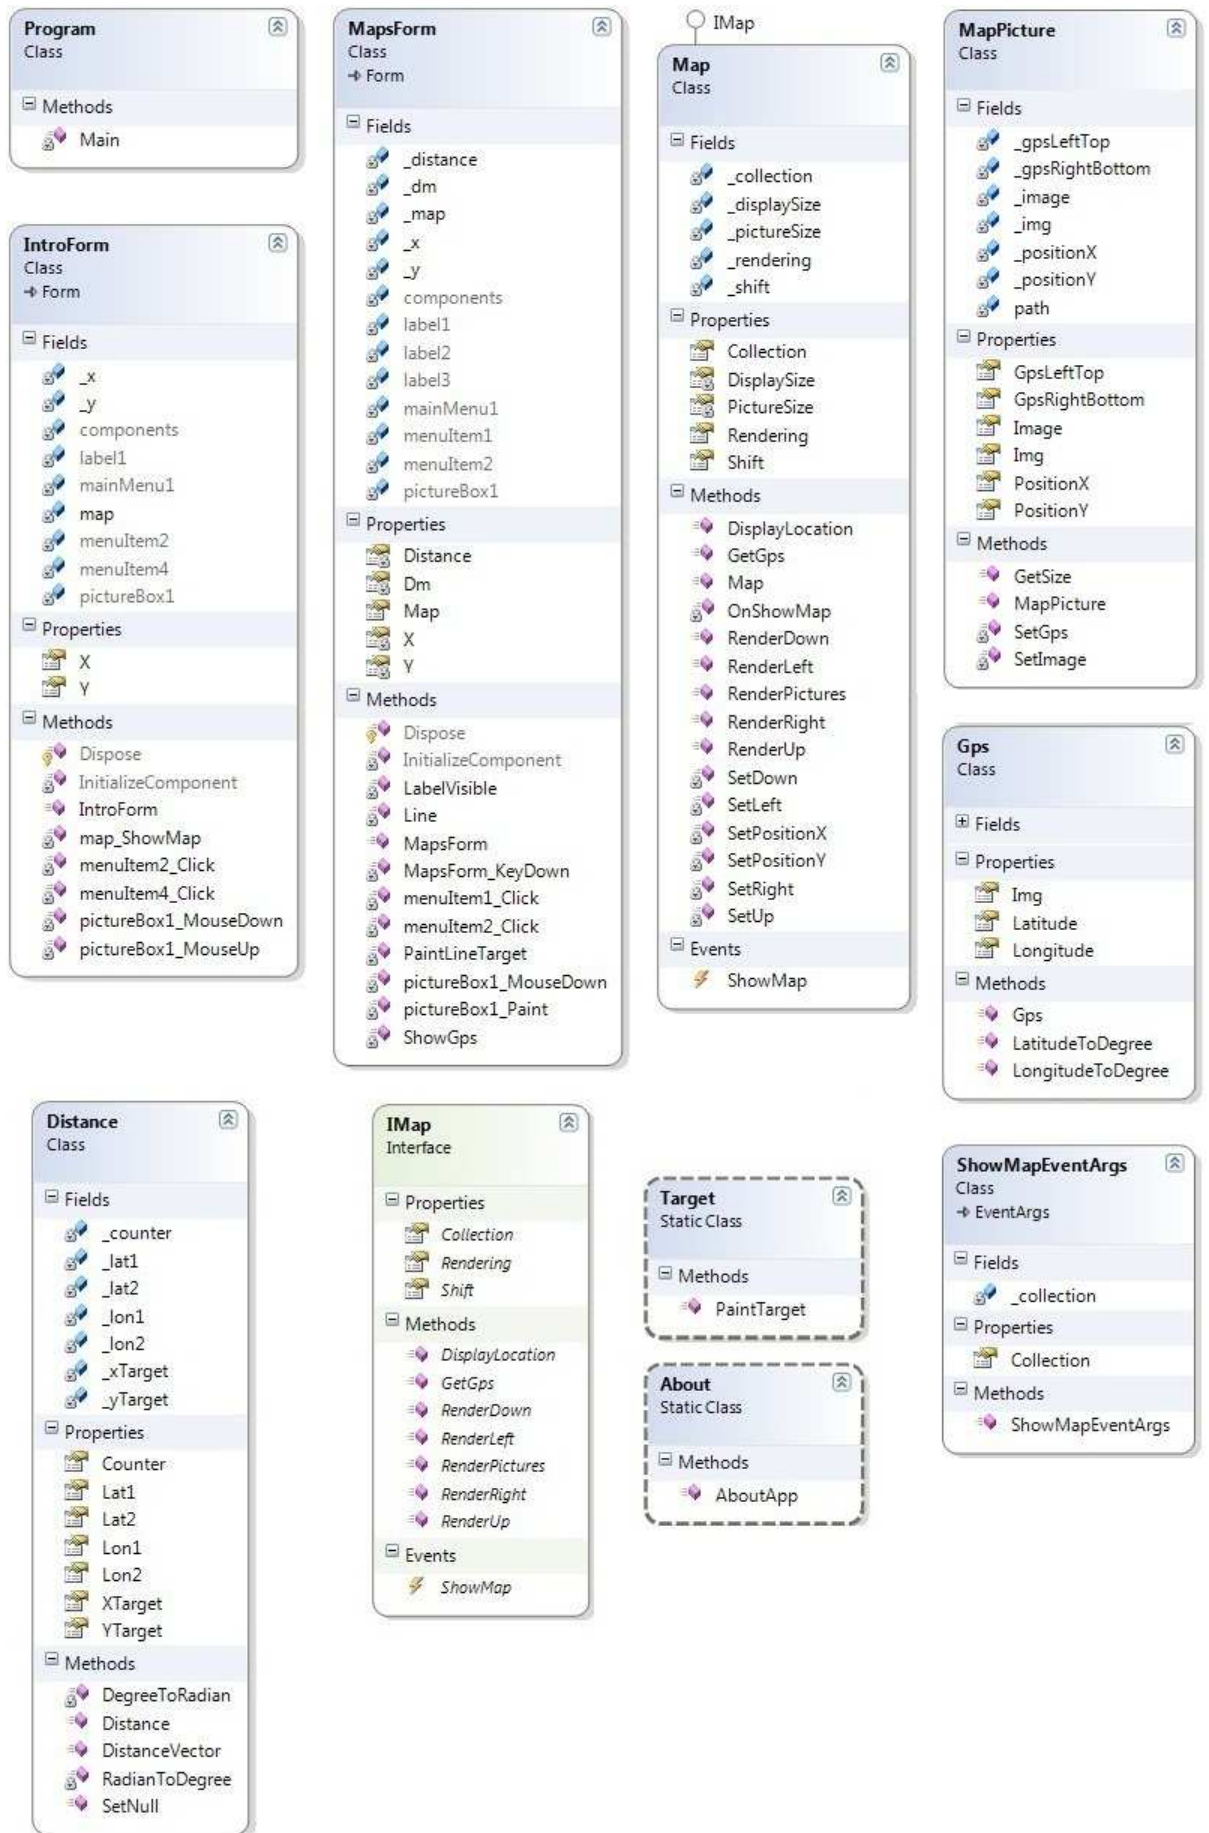 Program
Class
Methods
Main
IntroForm
Class
Form
Fields
_x
_y
components
label1
mainMenu1
map
menuItem2
menuItem4
pictureBox1
Properties
X
Y
Methods
Dispose
InitializeComponent
IntroForm
map_ShowMap
menuItem2_Click
menuItem4_Click
pictureBox1_MouseDown
pictureBox1_MouseUp
MapsForm
Class
Form
Fields
_distance
_dm
_map
_x
_y
components
label1
label2
label3
mainMenu1
menuItem1
menuItem2
pictureBox1
Properties
Distance
Dm
Map
X
Y
Methods
Dispose
InitializeComponent
LabelVisible
Line
MapsForm
MapsForm_KeyDown
menuItem1_Click
menuItem2_Click
PaintLineTarget
pictureBox1_MouseDown
pictureBox1_Paint
ShowGps
IMap
Map
Class
Fields
_collection
_displaySize
_pictureSize
_rendering
_shift
Properties
Collection
DisplaySize
PictureSize
Rendering
Shift
Methods
DisplayLocation
GetGps
Map
OnShowMap
RenderDown
RenderLeft
RenderPictures
RenderRight
RenderUp
SetDown
SetLeft
SetPositionX
SetPositionY
SetRight
SetUp
Events
ShowMap
MapPicture
Class
Fields
_gpsLeftTop
_gpsRightBottom
_image
_img
_positionX
_positionY
path
Properties
GpsLeftTop
GpsRightBottom
Image
Img
PositionX
PositionY
Methods
GetSize
MapPicture
SetGps
SetImage
Gps
Class
Fields
Properties
Img
Latitude
Longitude
Methods
Gps
LatitudeToDegree
LongitudeToDegree
Distance
Class
Fields
_counter
_lat1
_lat2
_lon1
_lon2
_xTarget
_yTarget
Properties
Counter
Lat1
Lat2
Lon1
Lon2
XTarget
YTarget
Methods
DegreeToRadian
Distance
DistanceVector
RadianToDegree
SetNull
IMap
Interface
Properties
Collection
Rendering
Shift
Methods
DisplayLocation
GetGps
RenderDown
RenderLeft
RenderPictures
RenderRight
RenderUp
Events
ShowMap
Target
Static Class
Methods
PaintTarget
About
Static Class
Methods
AboutApp
ShowMapEventArgs
Class
EventArgs
Fields
_collection
Properties
Collection
Methods
ShowMapEventArgs